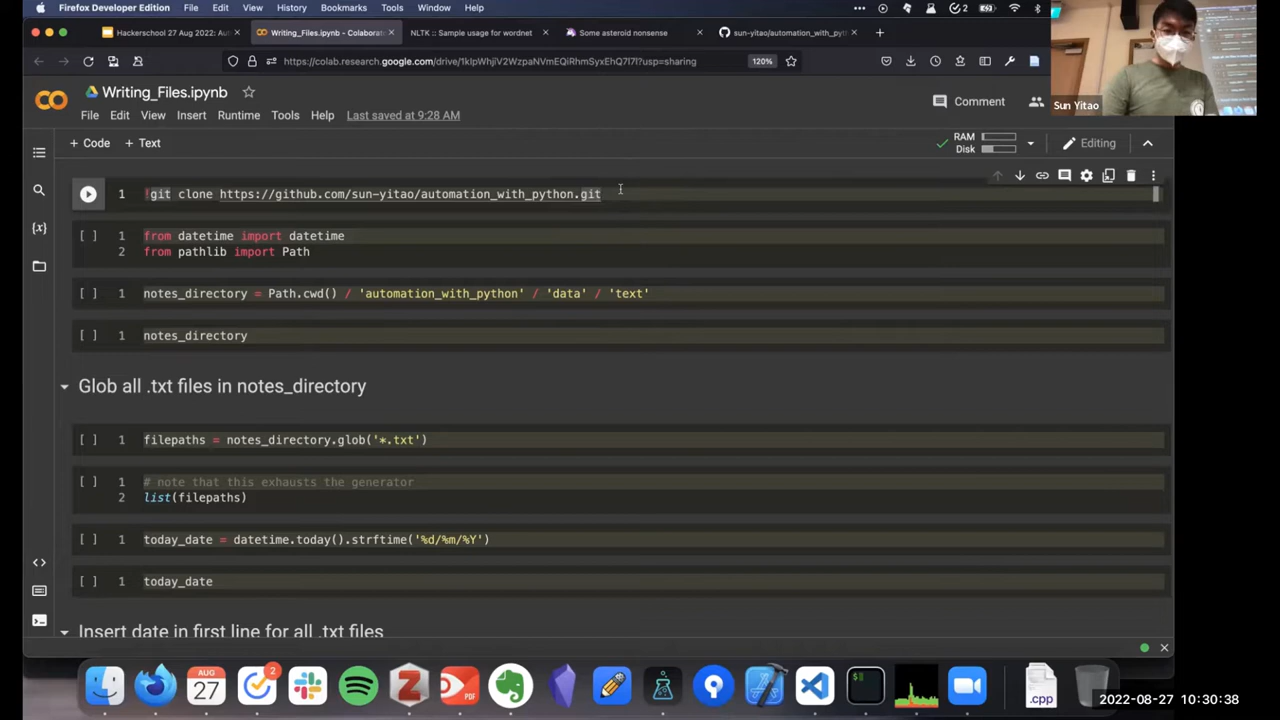 Firefox Developer Edition File Edit View History Bookmarks Tools Window Help
Hackerschool 27 Aug 2022: Aut
Writing_Files.ipynb - Colaborat
NLTK :: Sample usage for wordnet
Some asteroid nonsense
sun-yitao/automation_with_pyth
https://colab.research.google.com/drive/1klpWhjiV2WxqxaxOQiRhmSyxEhQ7l7I?usp=sharing
120%
Writing_Files.ipynb
File Edit View Insert Runtime Tools Help Last saved at 9:28 AM
Comment
Sun Yitao
+ Code + Text
RAM
Disk
Editing
1 !git clone https://github.com/sun-yitao/automation_with_python.git
[ ] 1 from datetime import datetime
2 from pathlib import Path
[ ] 1 notes_directory = Path.cwd() / 'automation_with_python' / 'data' / 'text'
[ ] 1 notes_directory
Glob all .txt files in notes_directory
[ ] 1 filepaths = notes_directory.glob('*.txt')
[ ] 1 # note that this exhausts the generator
2 list(filepaths)
[ ] 1 today_date = datetime.today().strftime('%d/%m/%Y')
[ ] 1 today_date
Insert date in first line for all .txt files
AUG
27
2
PDF
.cpp
2022-08-27 10:30:38